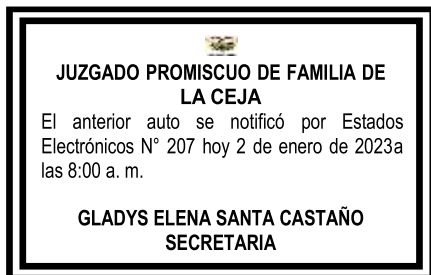 JUZGADO PROMISCUO DE FAMILIA DE
LA CEJA
El anterior auto se notificó por Estados
Electrónicos N° 207 hoy 2 de enero de 2023a
las 8:00 a. m.
GLADYS ELENA SANTA CASTAÑO
SECRETARIA